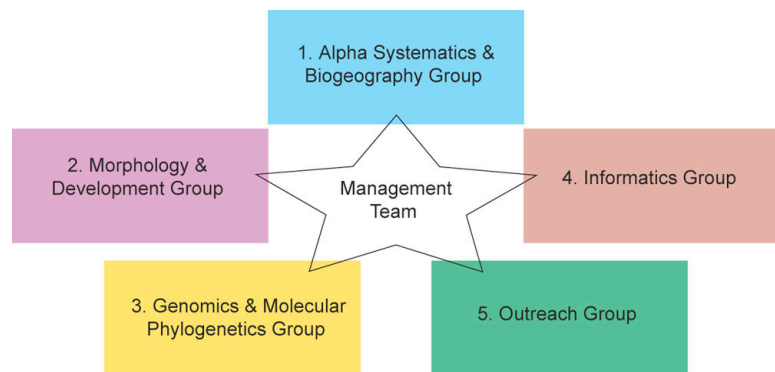 1. Alpha Systematics &
Biogeography Group
2. Morphology &
Development Group
Management
Team
4. Informatics Group
3. Genomics & Molecular
Phylogenetics Group
5. Outreach Group